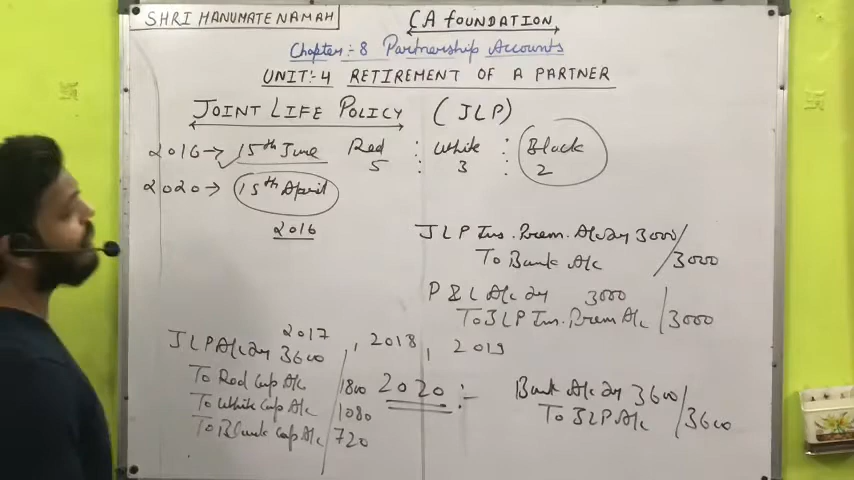 SHRI HANUMATE NAMAH
CA FOUNDATION
Chapter:- 8 Partnership Accounts
UNIT:- 4 RETIREMENT OF A PARTNER
JOINT LIFE POLICY (JLP)
2016→ 15th June Red : White : Black
5 : 3 : 2
2020→ 15th April
2016
JLP Ins. Prem. A/c Dr 3000
To Bank A/c 3000
P & L A/c Dr 3000
To JLP Ins. Prem A/c 3000
2017, 2018, 2019
JLP A/c Dr 3600
To Red Cap A/c 1800
To White Cap A/c 1080
To Black Cap A/c 720
2020 :-
Bank A/c Dr 3600
To JLP A/c 3600